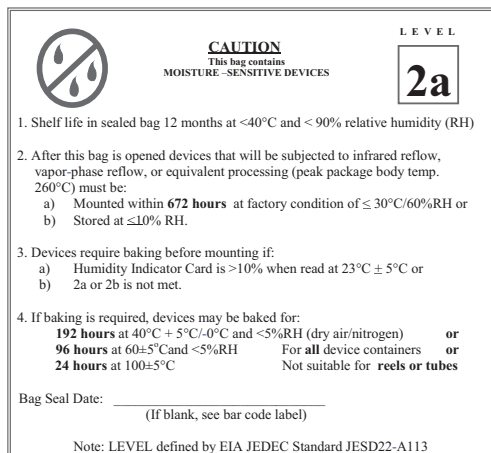 LEVEL
CAUTION
This bag contains
MOISTURE –SENSITIVE DEVICES
2a
1. Shelf life in sealed bag 12 months at <40°C and < 90% relative humidity (RH)
2. After this bag is opened devices that will be subjected to infrared reflow,
vapor-phase reflow, or equivalent processing (peak package body temp.
260°C) must be:
a) Mounted within 672 hours at factory condition of ≤ 30°C/60%RH or
b) Stored at ≤10% RH.
3. Devices require baking before mounting if:
a) Humidity Indicator Card is >10% when read at 23°C ± 5°C or
b) 2a or 2b is not met.
4. If baking is required, devices may be baked for:
192 hours at 40°C + 5°C/-0°C and <5%RH (dry air/nitrogen) or
96 hours at 60±5°Cand <5%RH For all device containers or
24 hours at 100±5°C Not suitable for reels or tubes
Bag Seal Date: ______________________________
(If blank, see bar code label)
Note: LEVEL defined by EIA JEDEC Standard JESD22-A113